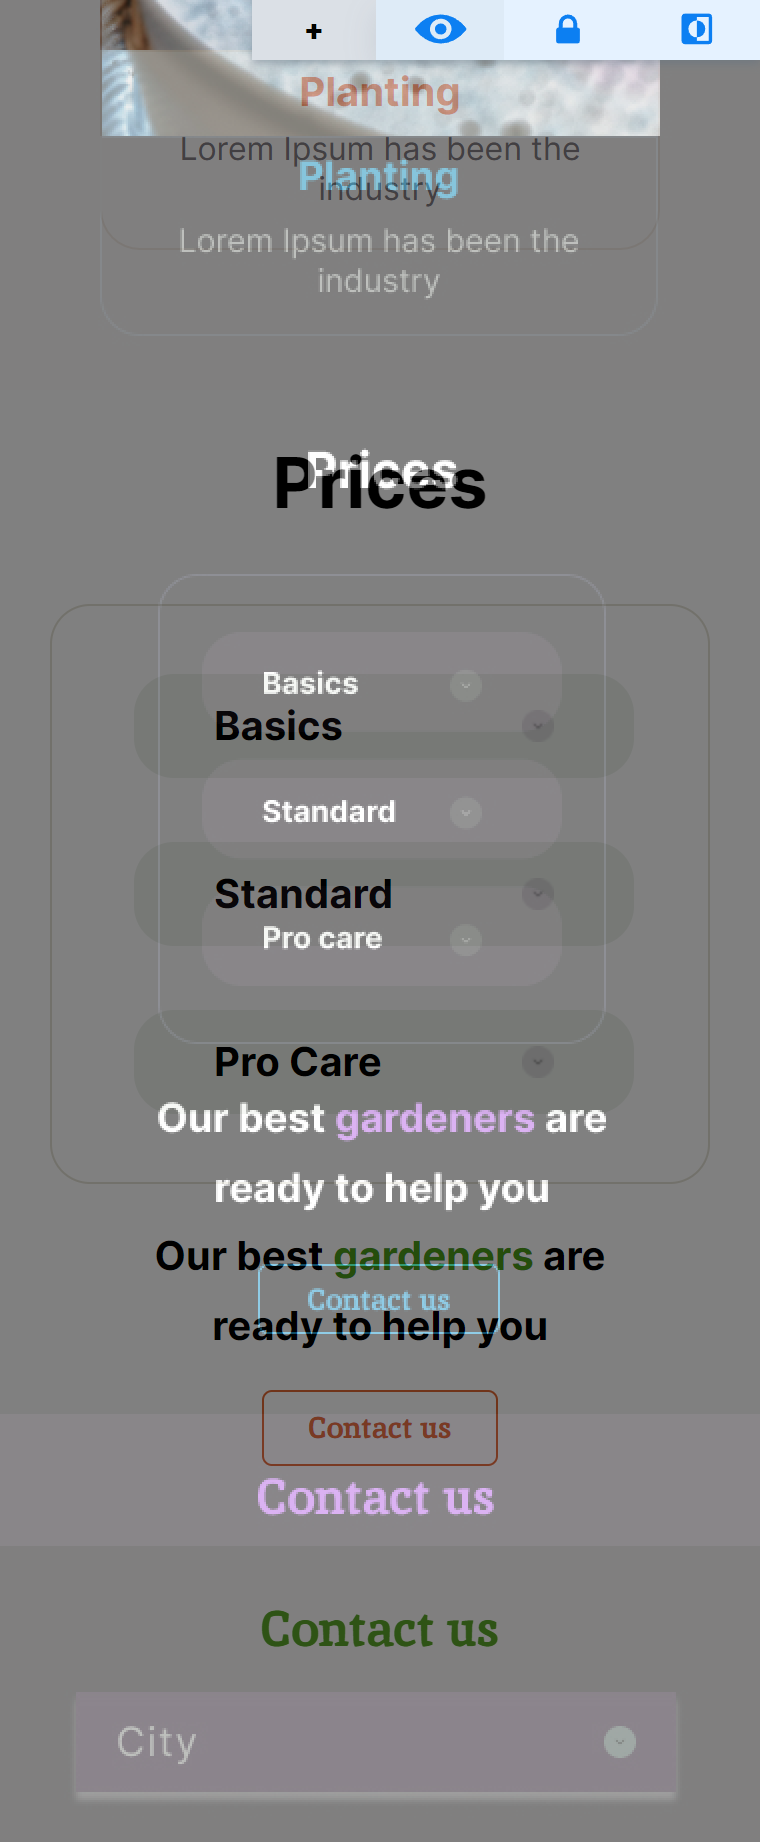 +
Planting
Lorem Ipsum has been the
industry
Planting
Lorem Ipsum has been the
industry
Prices
Prices
Basics
Basics
Standard
Standard
Pro care
Pro Care
Our best gardeners are
ready to help you
Our best gardeners are
Contact us
ready to help you
Contact us
Contact us
Contact us
City